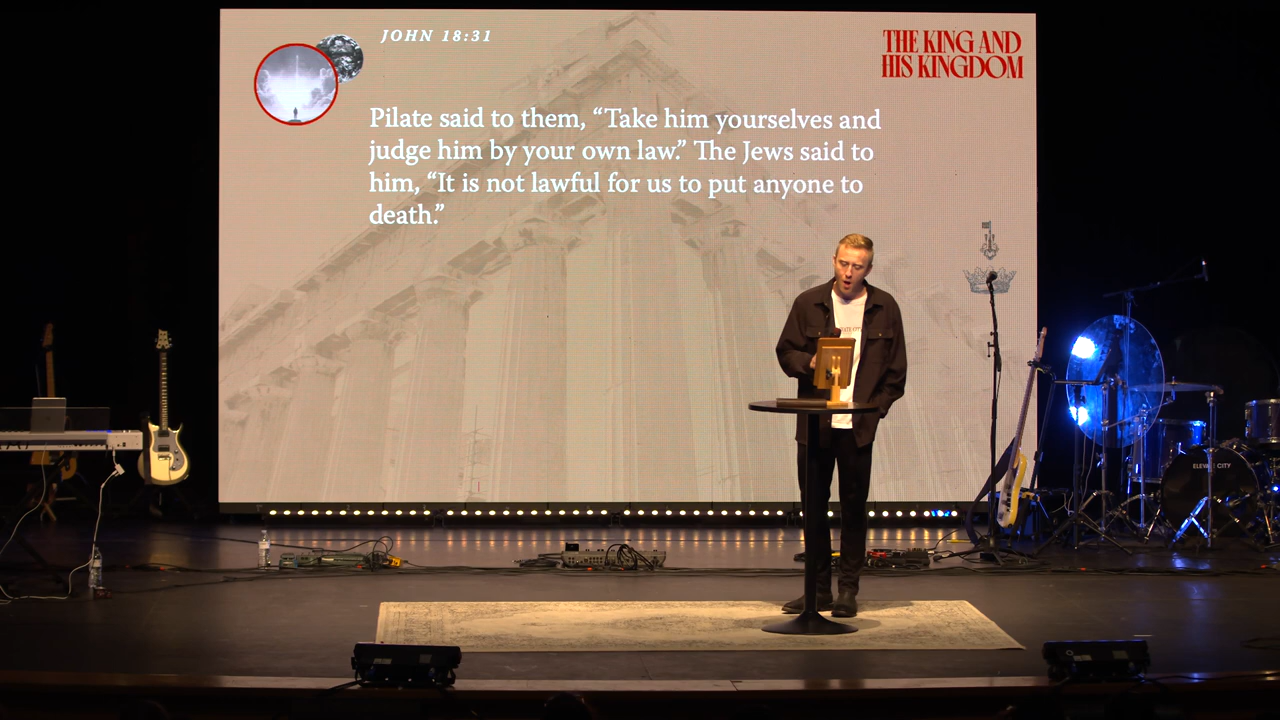 JOHN 18:31
THE KING AND
HIS KINGDOM
Pilate said to them, “Take him yourselves and
judge him by your own law.” The Jews said to
him, “It is not lawful for us to put anyone to
death.”
ELEVATE CITY